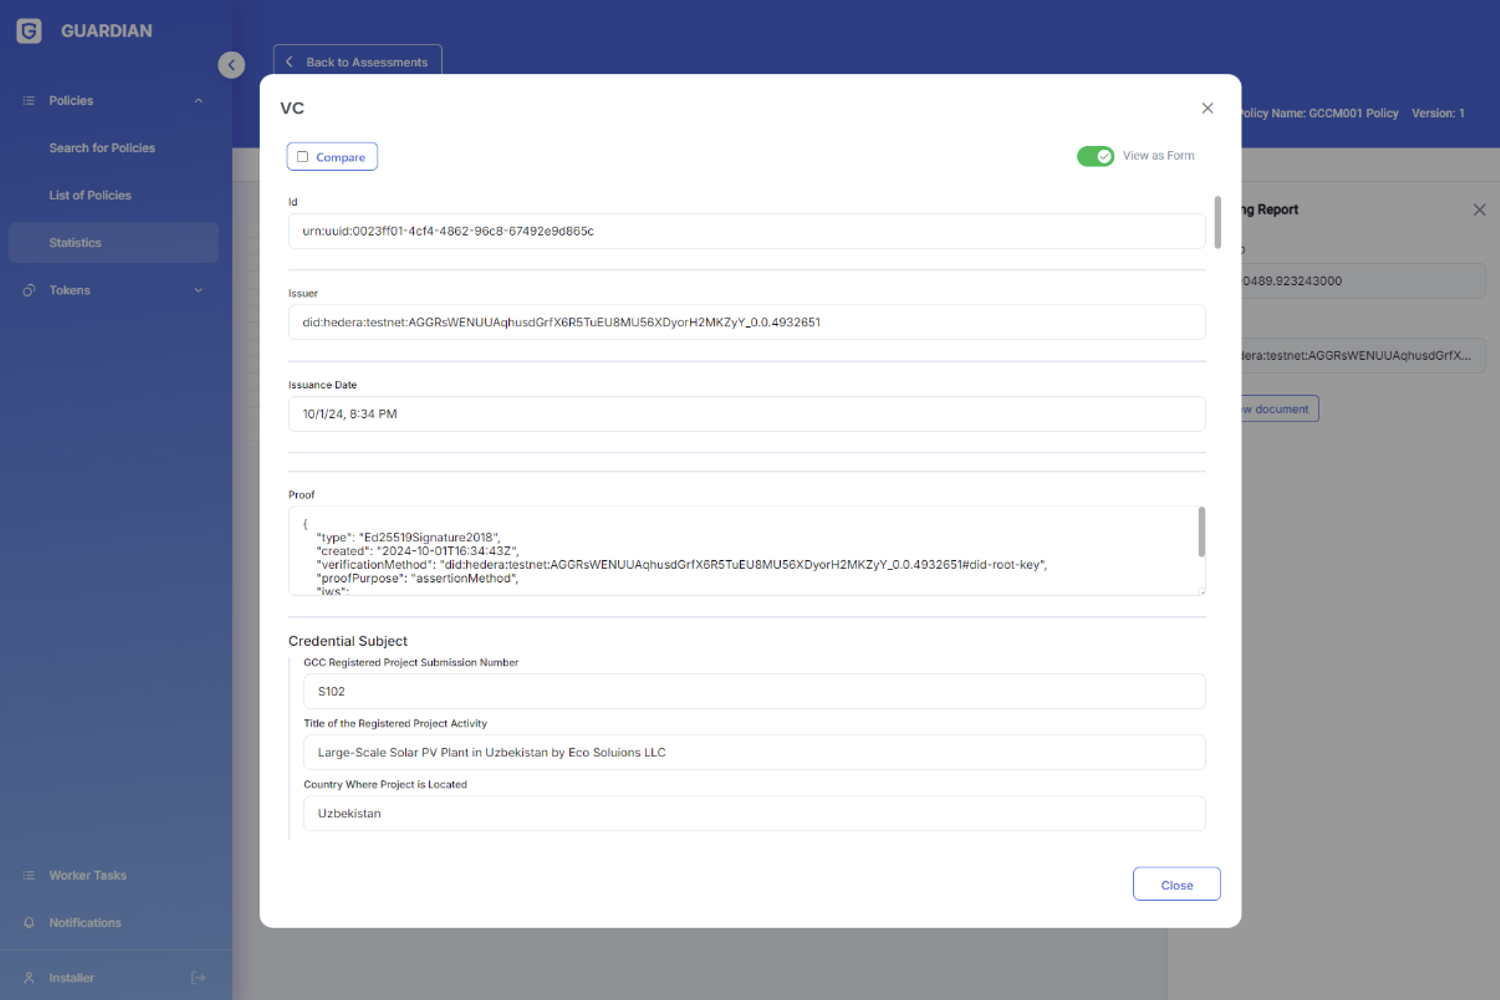 GUARDIAN
Policies
Search for Policies
List of Policies
Statistics
Tokens
Worker Tasks
Notifications
Installer
Back to Assessments
Policy Name: GCCM001 Policy Version: 1
VC
Compare
View as Form
Id
urn:uuid:0023ff01-4cf4-4862-96c8-67492e9d865c
Issuer
did:hedera:testnet:AGGRsWENUUAqhusdGrfX6R5TuEU8MU56XDyorH2MKZyY_0.0.4932651
Issuance Date
10/1/24, 8:34 PM
Proof
{
"type": "Ed25519Signature2018",
"created": "2024-10-01T16:34:43Z",
"verificationMethod": "did:hedera:testnet:AGGRsWENUUAqhusdGrfX6R5TuEU8MU56XDyorH2MKZyY_0.0.4932651#did-root-key",
"proofPurpose": "assertionMethod",
"jws":
Credential Subject
GCC Registered Project Submission Number
S102
Title of the Registered Project Activity
Large-Scale Solar PV Plant in Uzbekistan by Eco Soluions LLC
Country Where Project is Located
Uzbekistan
Close
ng Report
0489.923243000
dera:testnet:AGGRsWENUUAqhusdGrfX...
w document